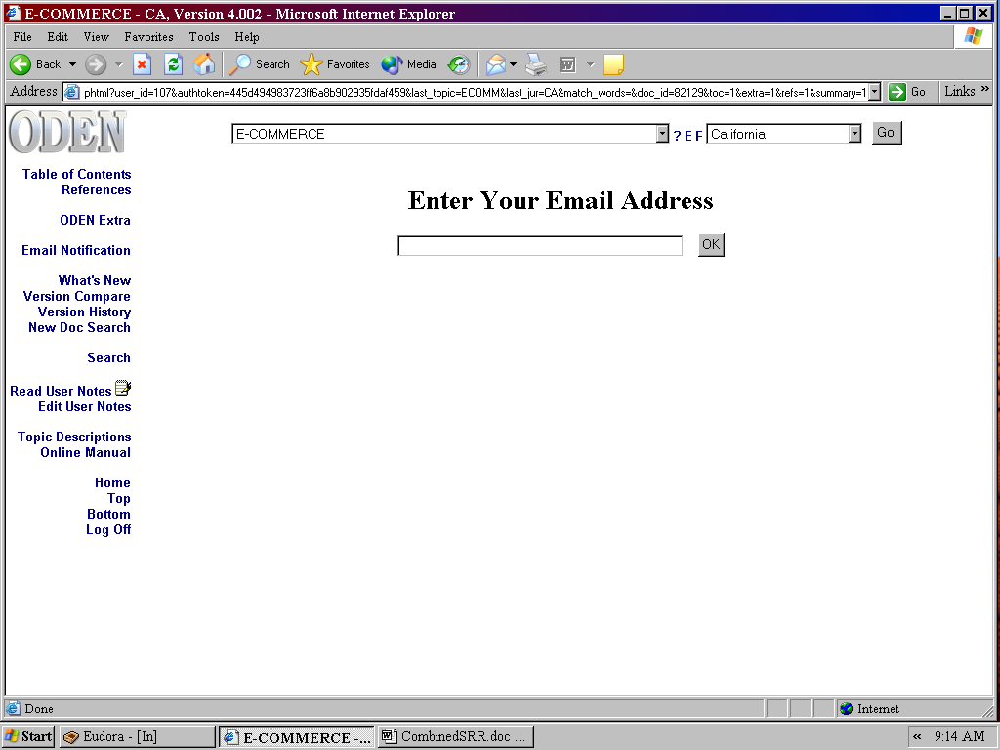 E-COMMERCE - CA, Version 4.002 - Microsoft Internet Explorer
File Edit View Favorites Tools Help
Back Search Favorites Media
Address phtml?user_id=107&authtoken=445d494983723ff6a8b902935fdaf459&last_topic=ECOMM&last_jur=CA&match_words=&doc_id=82129&toc=1&extra=1&refs=1&summary=1 Go Links »
ODEN
E-COMMERCE ? E F California Go!
Table of Contents
References
ODEN Extra
Email Notification
What's New
Version Compare
Version History
New Doc Search
Search
Read User Notes
Edit User Notes
Topic Descriptions
Online Manual
Home
Top
Bottom
Log Off
Enter Your Email Address
OK
Done Internet
Start Eudora - [In] E-COMMERCE -... CombinedSRR.doc ... « 9:14 AM